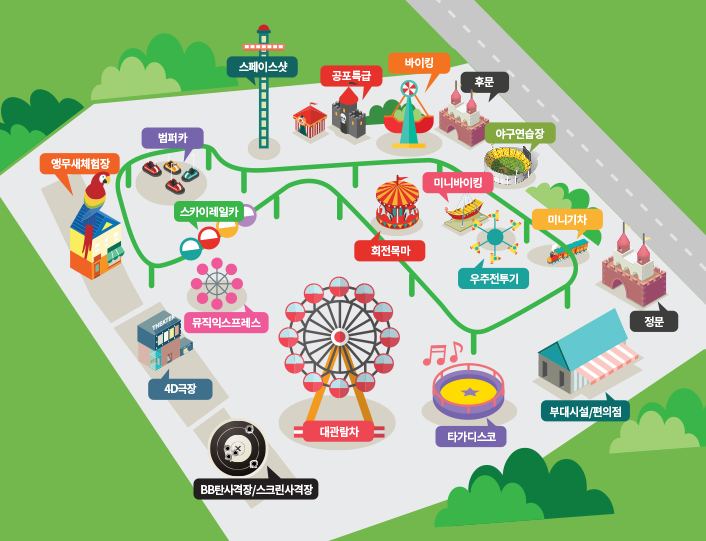 스페이스샷
공포특급
바이킹
후문
범퍼카
야구연습장
앵무새체험장
미니바이킹
스카이레일카
미니기차
회전목마
우주전투기
뮤직익스프레스
정문
THEATER
4D극장
부대시설/편의점
대관람차
타가디스코
BB탄사격장/스크린사격장